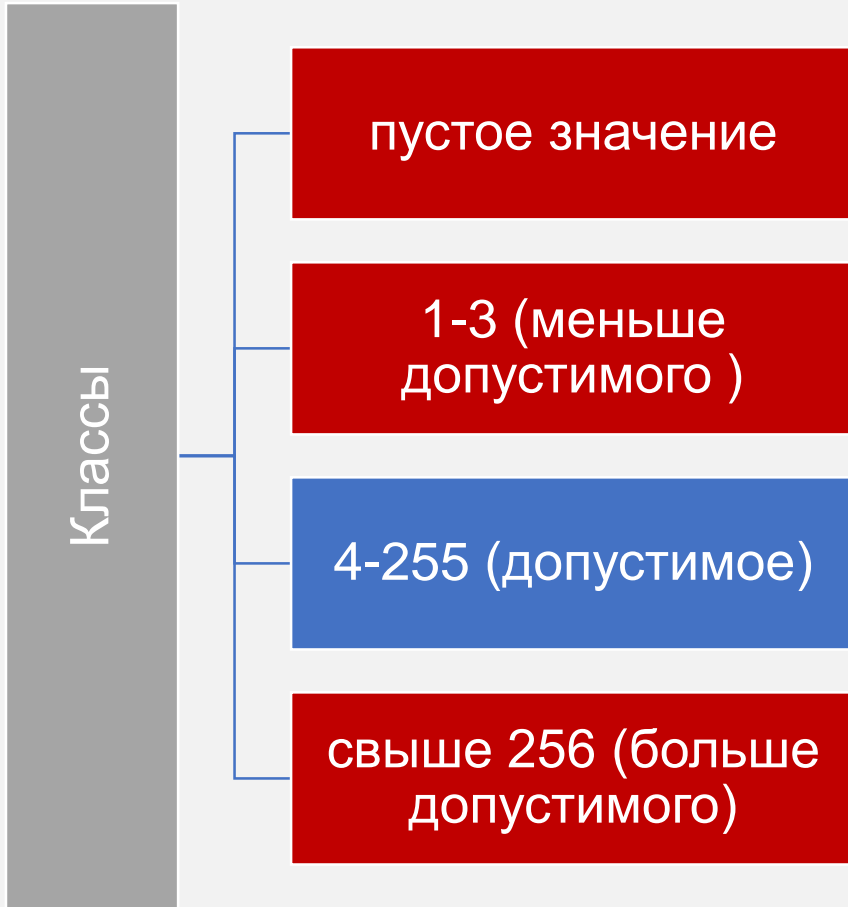 Классы
пустое значение
1-3 (меньше
допустимого )
4-255 (допустимое)
свыше 256 (больше
допустимого)